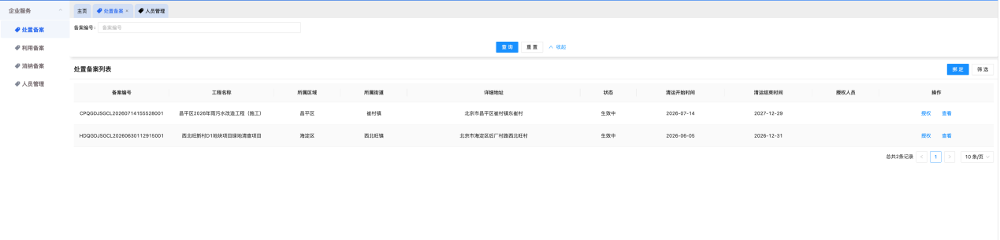 企业服务
主页 处置备案 × 人员管理
处置备案
利用备案
消纳备案
人员管理
备案编号: 备案编号
查 询 重 置 收起
处置备案列表 绑 定 筛 选
备案编号 工程名称 所属区域 所属街道 详细地址 状态 清运开始时间 清运结束时间 授权人员 操作
CPQGDJSGCL20260714155528001 昌平区2026年雨污水改造工程（施工） 昌平区 崔村镇 北京市昌平区崔村镇东崔村 生效中 2026-07-14 2027-12-29 授权 查看
HDQGDJSGCL20260630112915001 西北旺新村D1地块项目绿地清查项目 海淀区 西北旺镇 北京市海淀区后厂村路西北旺村 生效中 2026-06-05 2026-12-31 授权 查看
总共2条记录 < 1 > 10 条/页